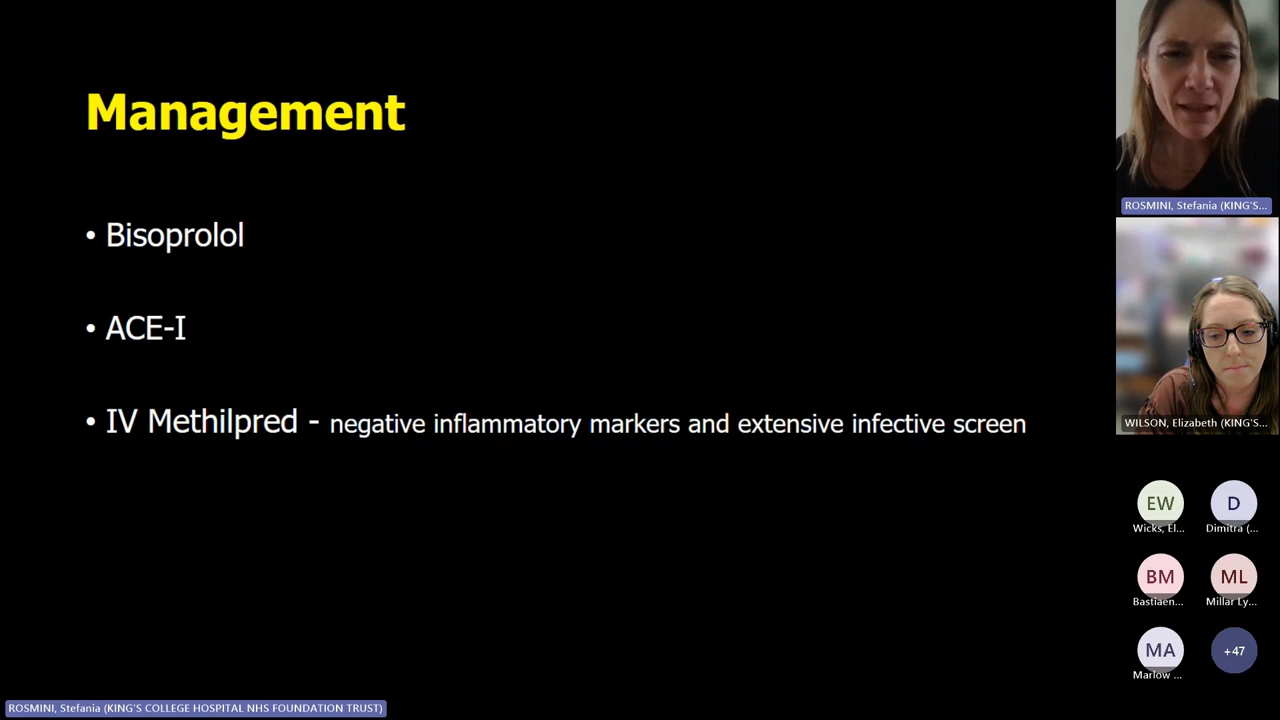 Management
• Bisoprolol
• ACE-I
• IV Methilpred - negative inflammatory markers and extensive infective screen
ROSMINI, Stefania (KING'S...
WILSON, Elizabeth (KING'S...
EW
Wicks, El...
D
Dimitra (...
BM
Bastiaen...
ML
Millar Ly...
MA
Marlow ...
+47
ROSMINI, Stefania (KING'S COLLEGE HOSPITAL NHS FOUNDATION TRUST)